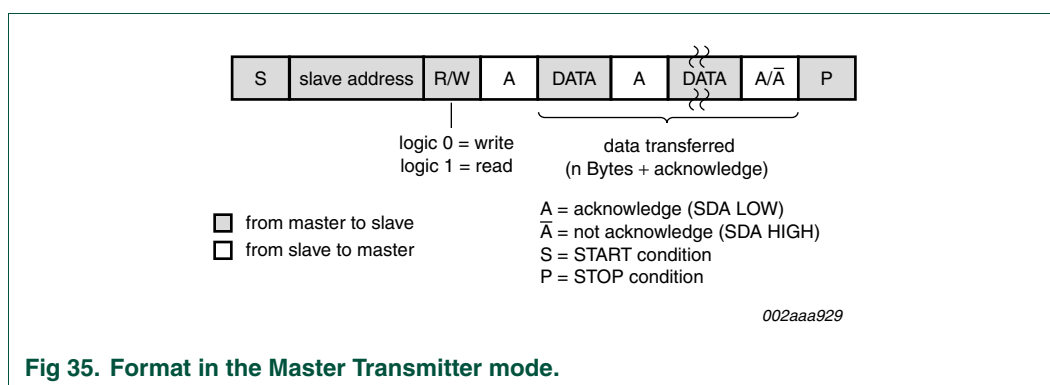 S slave address R/W A DATA A DATA A/A̅ P
logic 0 = write
logic 1 = read
data transferred
(n Bytes + acknowledge)
from master to slave
from slave to master
A = acknowledge (SDA LOW)
A̅ = not acknowledge (SDA HIGH)
S = START condition
P = STOP condition
002aaa929
Fig 35. Format in the Master Transmitter mode.